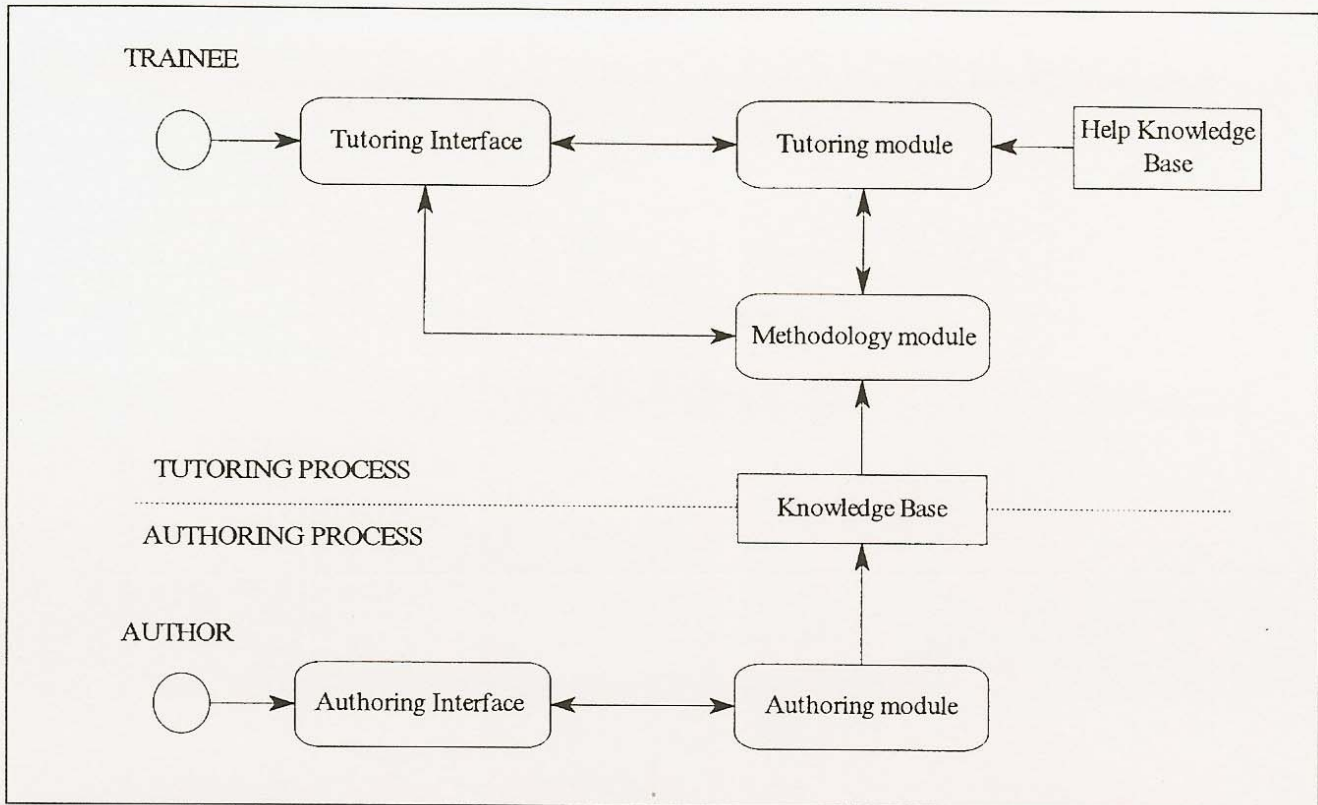 TRAINEE
Tutoring Interface
Tutoring module
Help Knowledge
Base
Methodology module
TUTORING PROCESS
Knowledge Base
AUTHORING PROCESS
AUTHOR
Authoring Interface
Authoring module